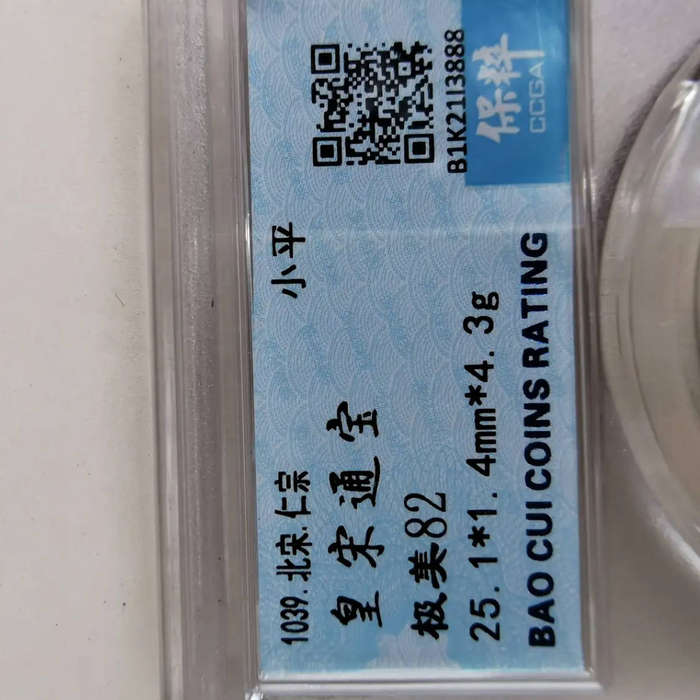 1039.北宋.仁宗 小平
皇宋通宝
极美82
25.1*1.4mm*4.3g
BAO CUI COINS RATING
B1K21I3888
保粹
CCGA